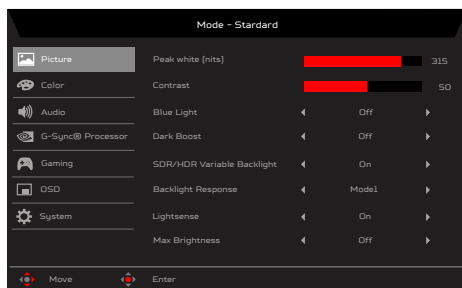 Mode - Stardard
Picture
Peak white (nits)
315
Color
Contrast
50
Audio
Blue Light
Off
G-Sync® Processor
Dark Boost
Off
Gaming
SDR/HDR Variable Backlight
On
OSD
Backlight Response
Mode1
System
Lightsense
On
Max Brightness
Off
Move
Enter